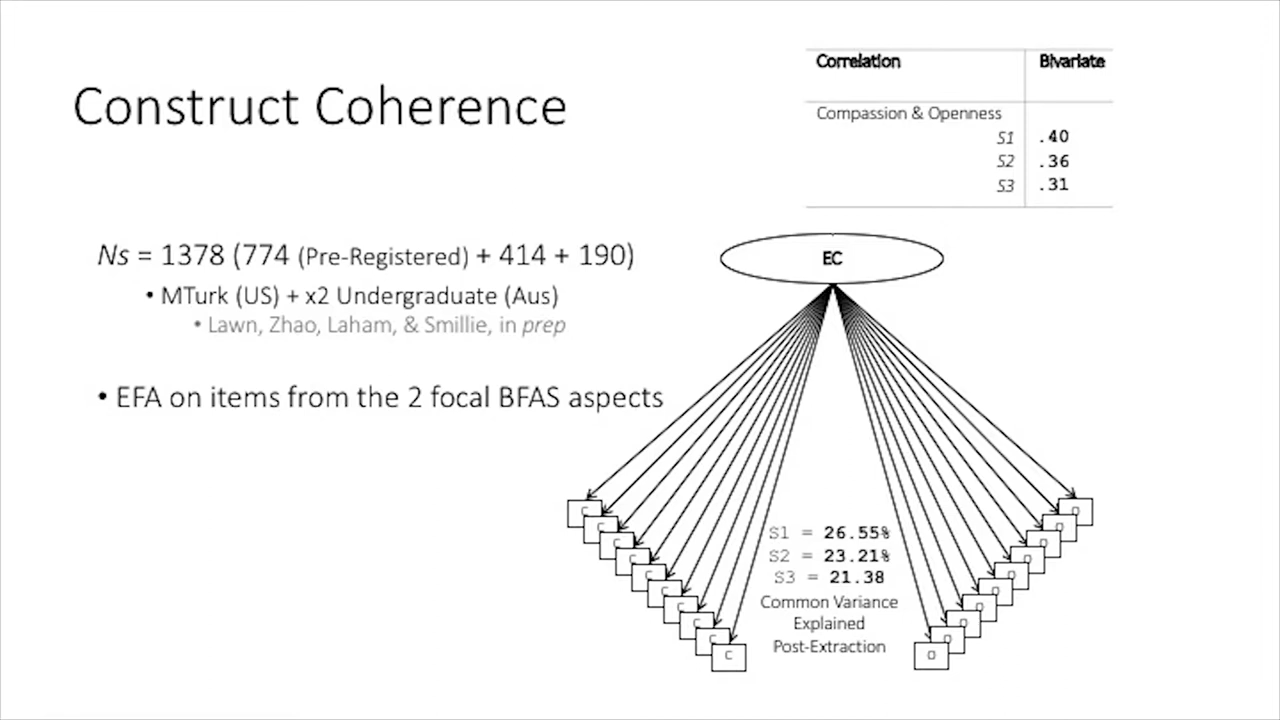 Construct Coherence
Correlation Bivariate
Compassion & Openness
S1 .40
S2 .36
S3 .31
Ns = 1378 (774 (Pre-Registered) + 414 + 190)
• MTurk (US) + x2 Undergraduate (Aus)
• Lawn, Zhao, Laham, & Smillie, in prep
• EFA on items from the 2 focal BFAS aspects
EC
C O
C O
C O
C O
C O
C O
C O
C O
C O
C O
S1 = 26.55%
S2 = 23.21%
S3 = 21.38
Common Variance
Explained
Post-Extraction